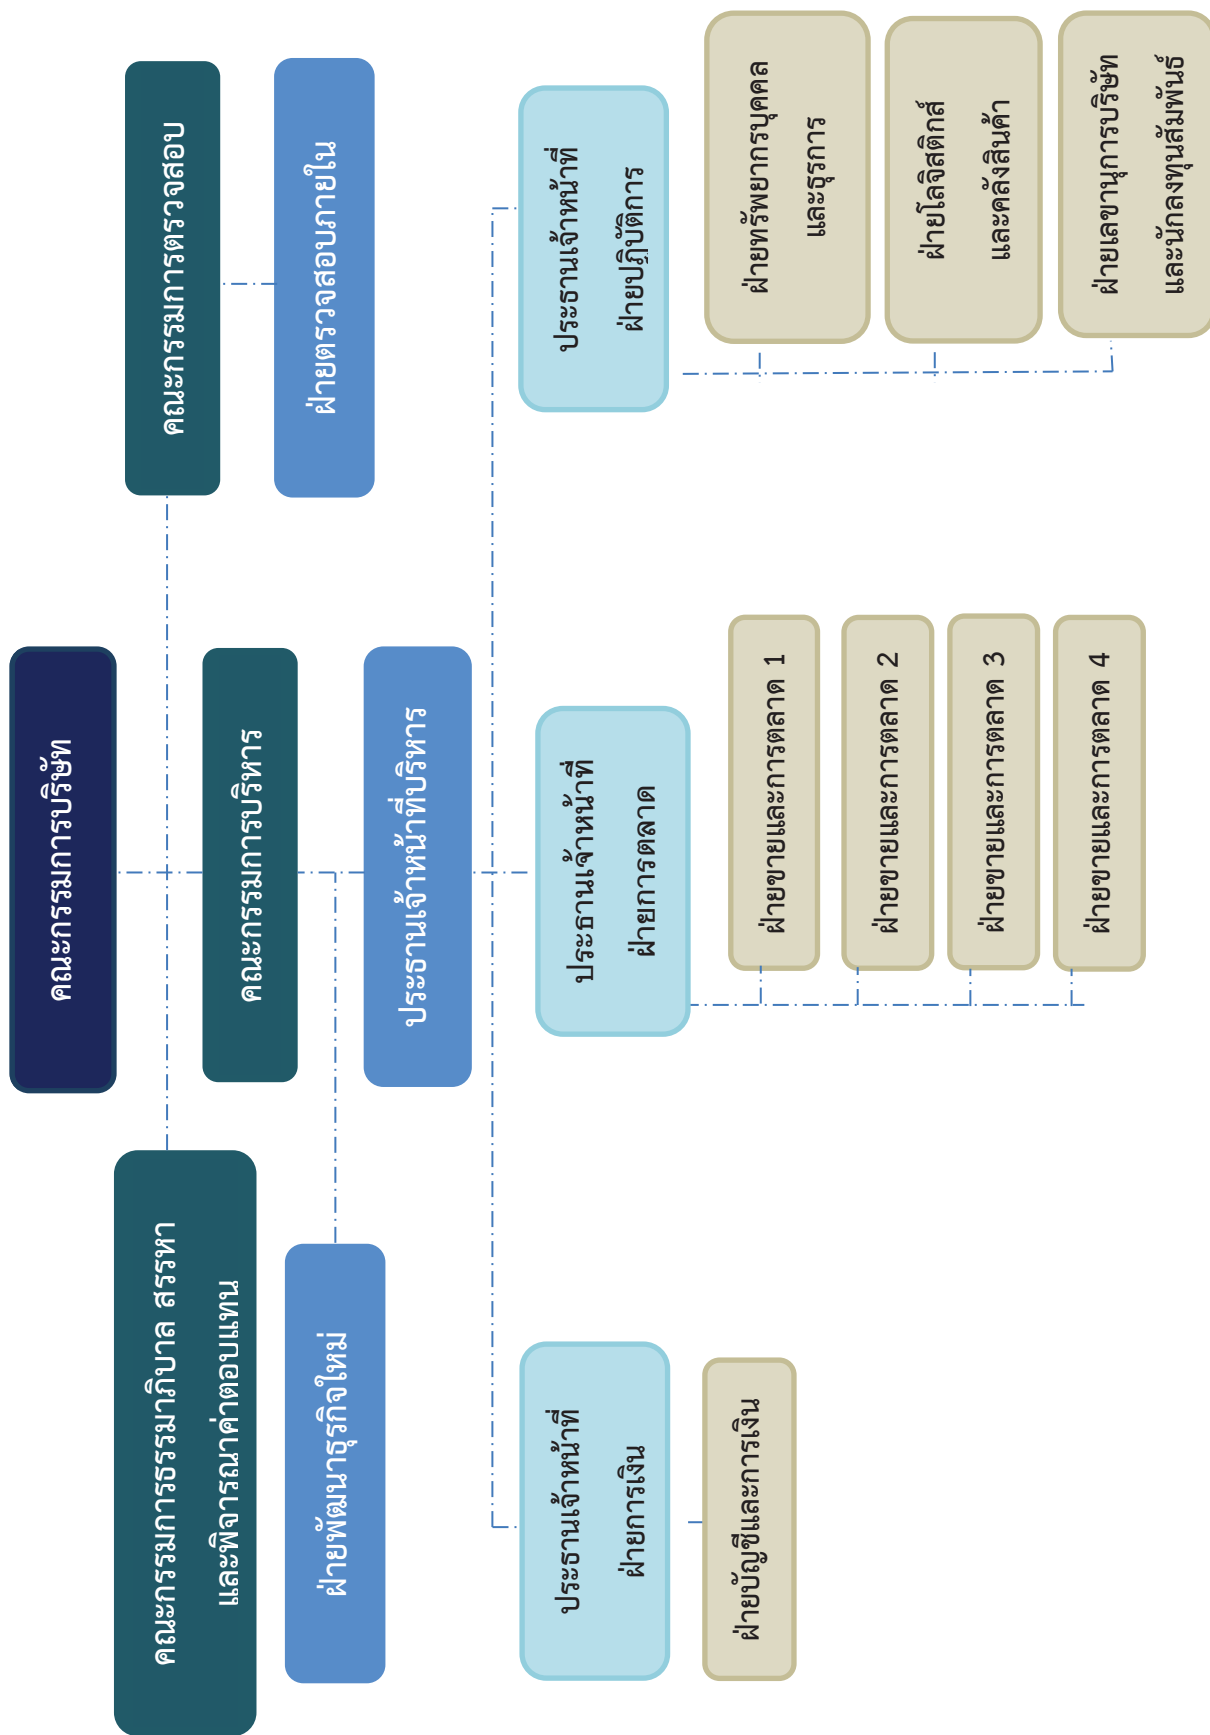 คณะกรรมการบริษัท
คณะกรรมการธรรมาภิบาล สรรหา
และพิจารณาค่าตอบแทน
คณะกรรมการตรวจสอบ
คณะกรรมการบริหาร
ฝ่ายตรวจสอบภายใน
ฝ่ายพัฒนาธุรกิจใหม่
ประธานเจ้าหน้าที่บริหาร
ประธานเจ้าหน้าที่
ฝ่ายการเงิน
ประธานเจ้าหน้าที่
ฝ่ายการตลาด
ประธานเจ้าหน้าที่
ฝ่ายปฏิบัติการ
ฝ่ายบัญชีและการเงิน
ฝ่ายขายและการตลาด 1
ฝ่ายขายและการตลาด 2
ฝ่ายขายและการตลาด 3
ฝ่ายขายและการตลาด 4
ฝ่ายทรัพยากรบุคคล
และธุรการ
ฝ่ายโลจิสติกส์
และคลังสินค้า
ฝ่ายเลขานุการบริษัท
และนักลงทุนสัมพันธ์